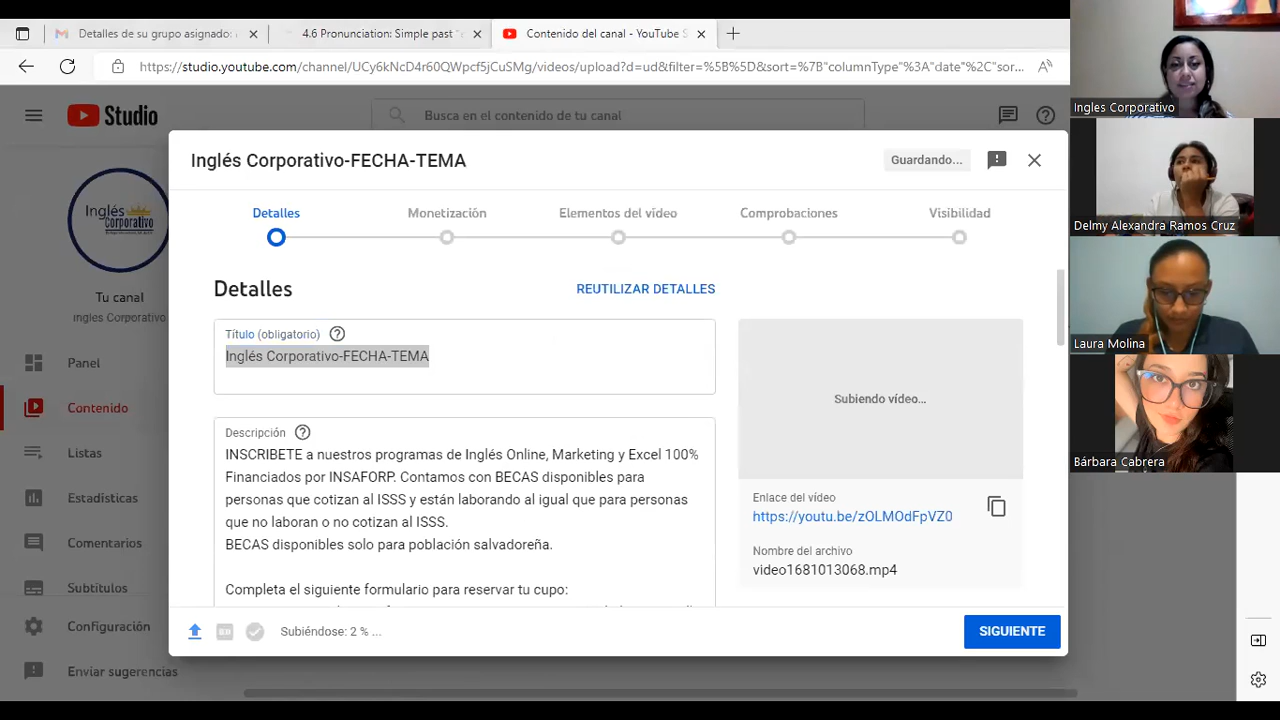 Detalles de su grupo asignado:
4.6 Pronunciation: Simple past "
Contenido del canal - YouTube S
https://studio.youtube.com/channel/UCy6kNcD4r60QWpcf5jCuSMg/videos/upload?d=ud&filter=%5B%5D&sort=%7B"columnType"%3A"date"%2C"sor...
Studio
Busca en el contenido de tu canal
Inglés
Corporativo
Tu canal
ingles Corporativo
Panel
Contenido
Listas
Estadísticas
Comentarios
Subtítulos
Configuración
Enviar sugerencias
Inglés Corporativo-FECHA-TEMA
Guardando...
Detalles
Monetización
Elementos del vídeo
Comprobaciones
Visibilidad
Detalles
REUTILIZAR DETALLES
Título (obligatorio)
Inglés Corporativo-FECHA-TEMA
Descripción
INSCRIBETE a nuestros programas de Inglés Online, Marketing y Excel 100%
Financiados por INSAFORP. Contamos con BECAS disponibles para
personas que cotizan al ISSS y están laborando al igual que para personas
que no laboran o no cotizan al ISSS.
BECAS disponibles solo para población salvadoreña.
Completa el siguiente formulario para reservar tu cupo:
Subiendo vídeo...
Enlace del vídeo
https://youtu.be/zOLMOdFpVZ0
Nombre del archivo
video1681013068.mp4
Subiéndose: 2 % ...
SIGUIENTE
Ingles Corporativo
Delmy Alexandra Ramos Cruz
Laura Molina
Bárbara Cabrera